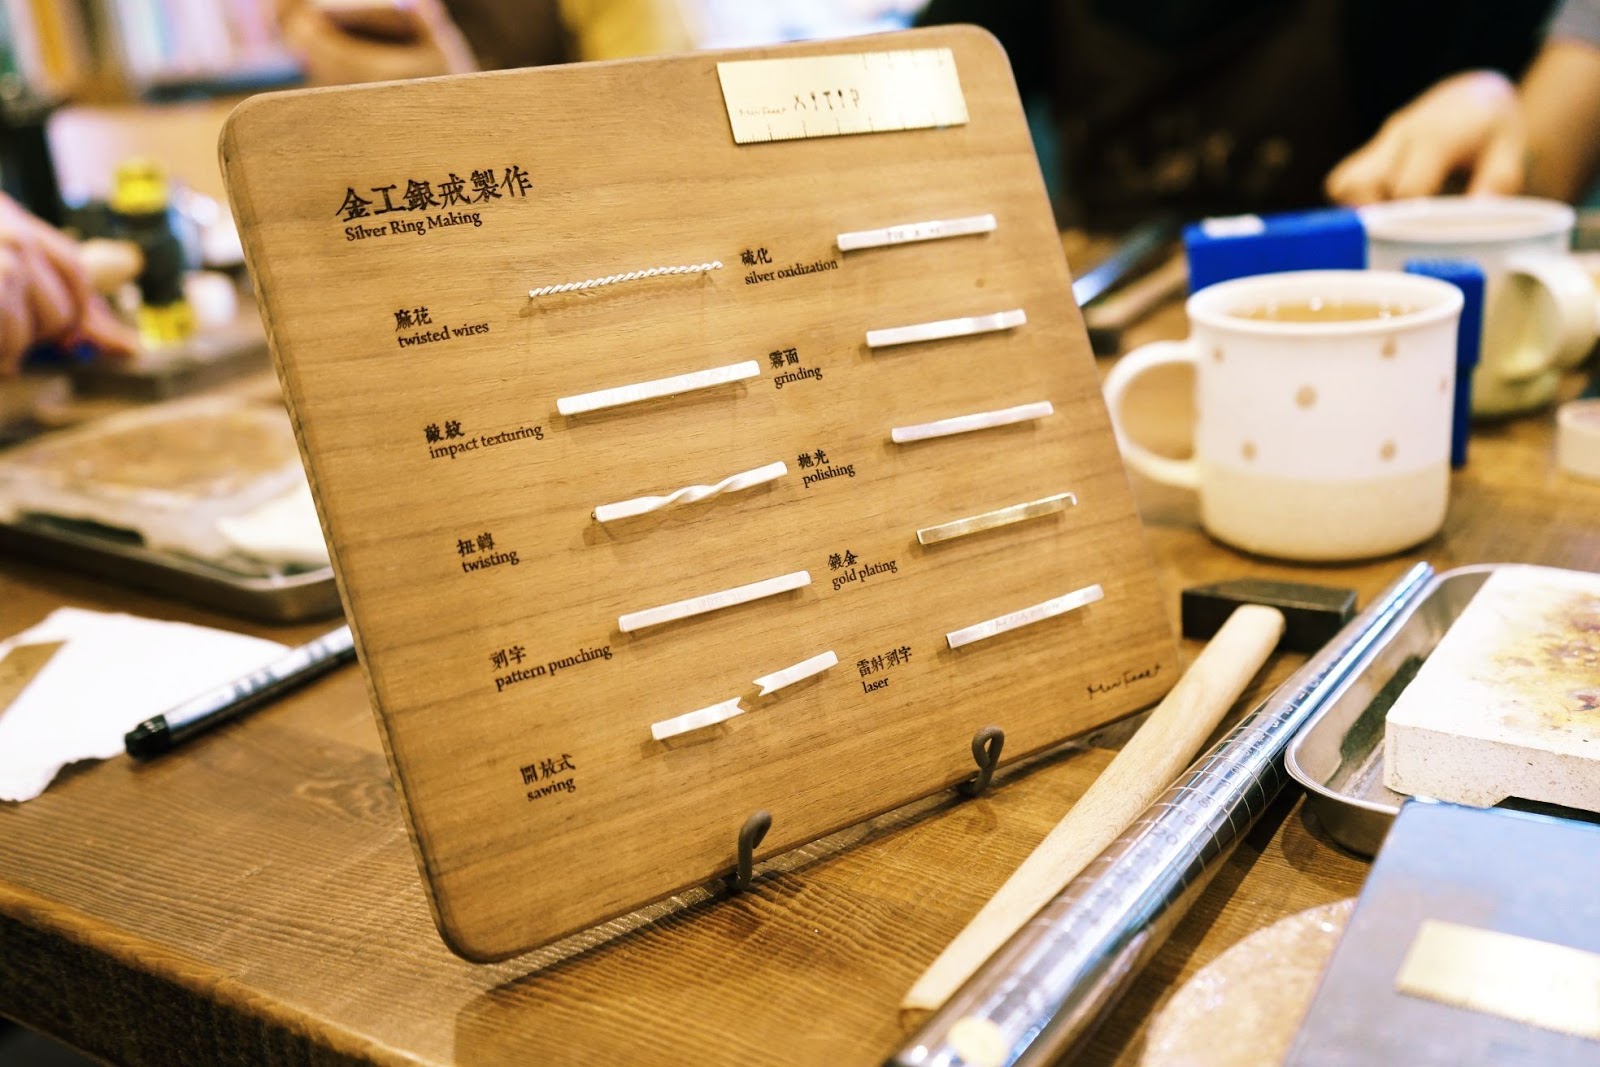 金工銀戒製作
Silver Ring Making
麻花
twisted wires
敲紋
impact texturing
扭轉
twisting
刻字
pattern punching
開放式
sawing
硫化
silver oxidization
霧面
grinding
拋光
polishing
鍍金
gold plating
雷射刻字
laser